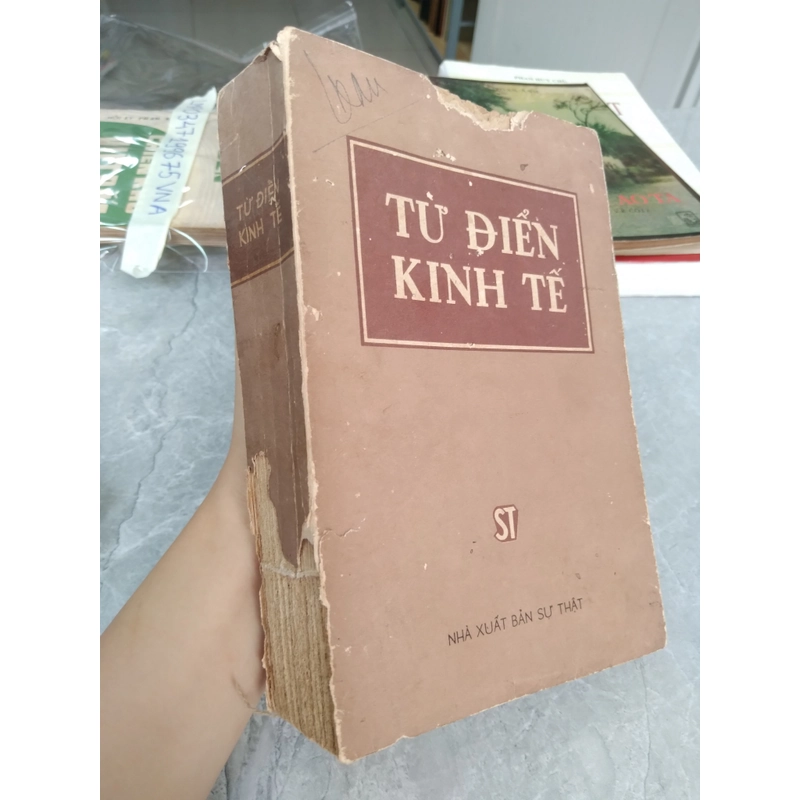 TỪ ĐIỂN
KINH TẾ
ST
NHÀ XUẤT BẢN SỰ THẬT
TỪ ĐIỂN
KINH TẾ